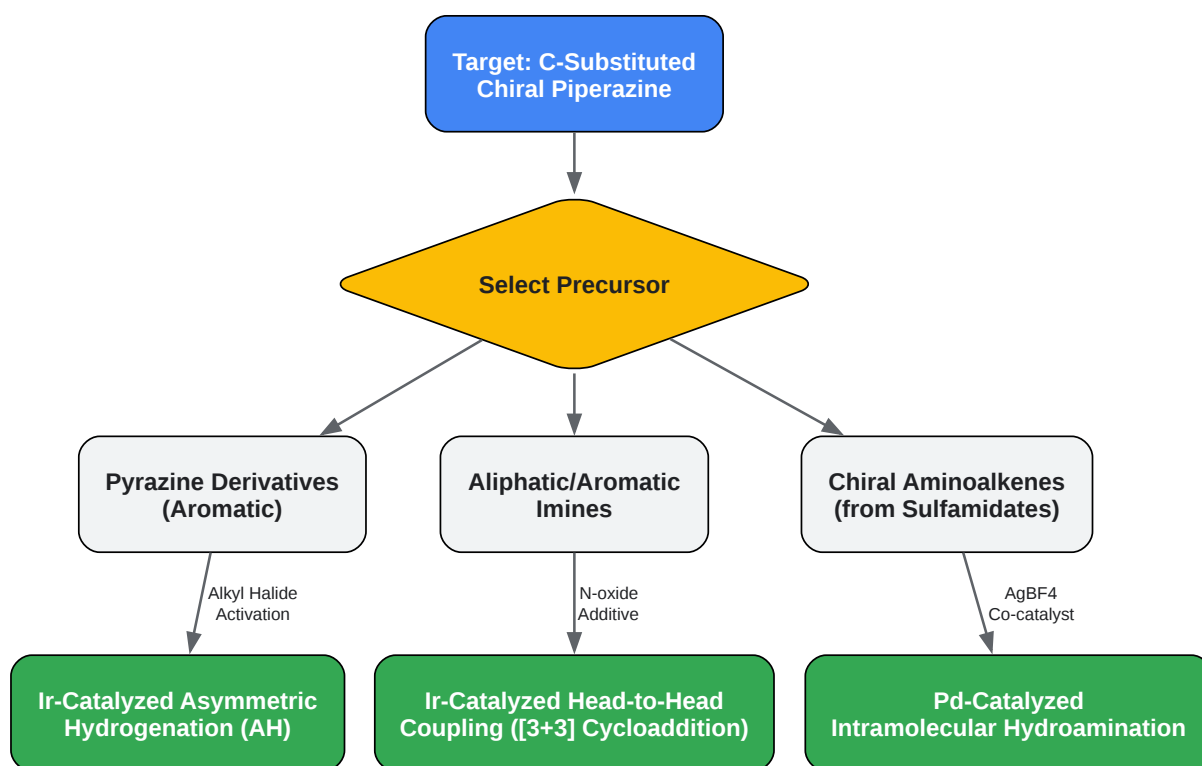 Target: C-Substituted
Chiral Piperazine
Select Precursor
Pyrazine Derivatives
(Aromatic)
Aliphatic/Aromatic
Imines
Chiral Aminoalkenes
(from Sulfamidates)
Alkyl Halide
Activation
N-oxide
Additive
AgBF4
Co-catalyst
Ir-Catalyzed Asymmetric
Hydrogenation (AH)
Ir-Catalyzed Head-to-Head
Coupling ([3+3] Cycloaddition)
Pd-Catalyzed
Intramolecular Hydroamination